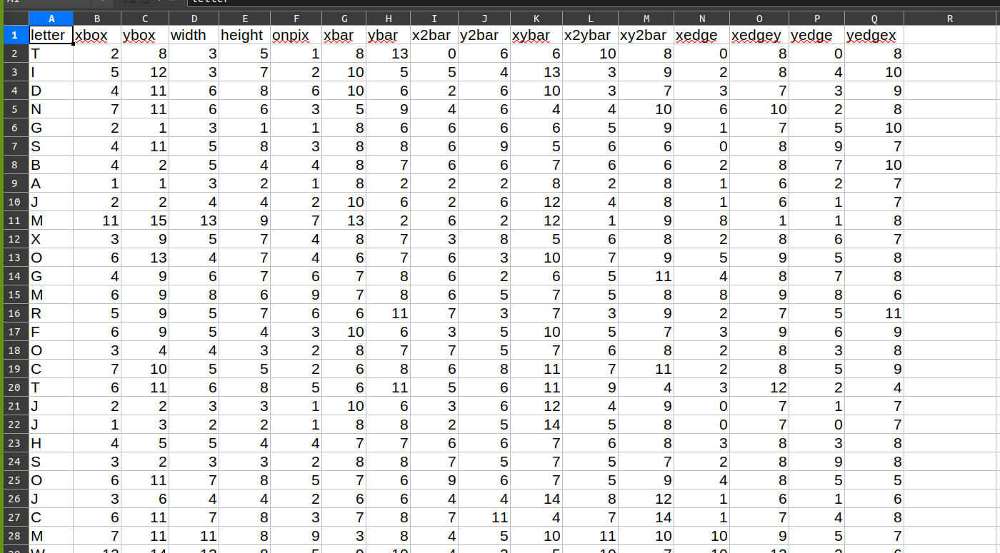 A B C D E F G H I J K L M N O P Q R
1 letter xbox ybox width height onpix xbar ybar x2bar y2bar xybar x2ybar xy2bar xedge xedgey yedge yedgex
2 T 2 8 3 5 1 8 13 0 6 6 10 8 0 8 0 8
3 I 5 12 3 7 2 10 5 5 4 13 3 9 2 8 4 10
4 D 4 11 6 8 6 10 6 2 6 10 3 7 3 7 3 9
5 N 7 11 6 6 3 5 9 4 6 4 4 10 6 10 2 8
6 G 2 1 3 1 1 8 6 6 6 6 5 9 1 7 5 10
7 S 4 11 5 8 3 8 8 6 9 5 6 6 0 8 9 7
8 B 4 2 5 4 4 8 7 6 6 7 6 6 2 8 7 10
9 A 1 1 3 2 1 8 2 2 2 8 2 8 1 6 2 7
10 J 2 2 4 4 2 10 6 2 6 12 4 8 1 6 1 7
11 M 11 15 13 9 7 13 2 6 2 12 1 9 8 1 1 8
12 X 3 9 5 7 4 8 7 3 8 5 6 8 2 8 6 7
13 O 6 13 4 7 4 6 7 6 3 10 7 9 5 9 5 8
14 G 4 9 6 7 6 7 8 6 2 6 5 11 4 8 7 8
15 M 6 9 8 6 9 7 8 6 5 7 5 8 8 9 8 6
16 R 5 9 5 7 6 6 11 7 3 7 3 9 2 7 5 11
17 F 6 9 5 4 3 10 6 3 5 10 5 7 3 9 6 9
18 O 3 4 4 3 2 8 7 7 5 7 6 8 2 8 3 8
19 C 7 10 5 5 2 6 8 6 8 11 7 11 2 8 5 9
20 T 6 11 6 8 5 6 11 5 6 11 9 4 3 12 2 4
21 J 2 2 3 3 1 10 6 3 6 12 4 9 0 7 1 7
22 J 1 3 2 2 1 8 8 2 5 14 5 8 0 7 0 7
23 H 4 5 5 4 4 7 7 6 6 7 6 8 3 8 3 8
24 S 3 2 3 3 2 8 8 7 5 7 5 7 2 8 9 8
25 O 6 11 7 8 5 7 6 9 6 7 5 9 4 8 5 5
26 J 3 6 4 4 2 6 6 4 4 14 8 12 1 6 1 6
27 C 6 11 7 8 3 7 8 7 11 4 7 14 1 7 4 8
28 M 7 11 11 8 9 3 8 4 5 10 11 10 10 9 5 7